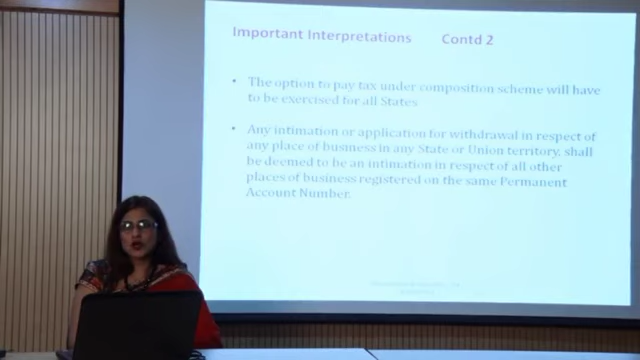 Important Interpretations Contd 2
• The option to pay tax under composition scheme will have
to be exercised for all States
• Any intimation or application for withdrawal in respect of
any place of business in any State or Union territory, shall
be deemed to be an intimation in respect of all other
places of business registered on the same Permanent
Account Number.